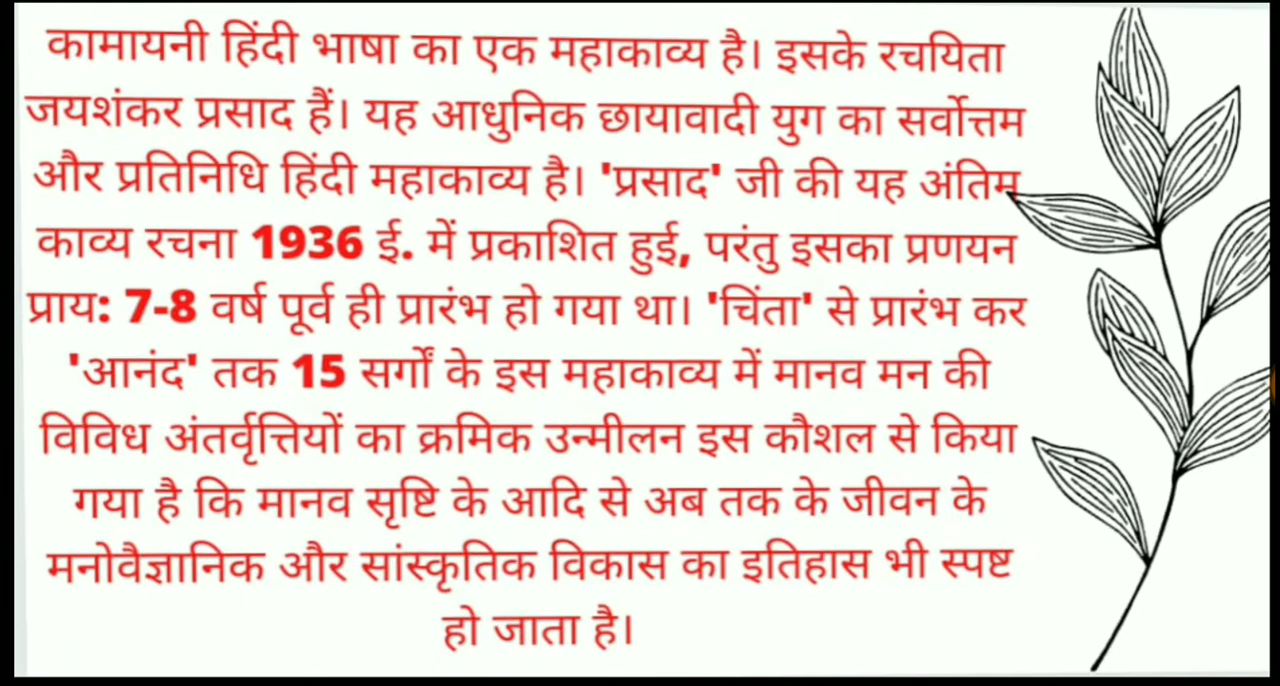 कामायनी हिंदी भाषा का एक महाकाव्य है। इसके रचयिता
जयशंकर प्रसाद हैं। यह आधुनिक छायावादी युग का सर्वोत्तम
और प्रतिनिधि हिंदी महाकाव्य है। 'प्रसाद' जी की यह अंतिम
काव्य रचना 1936 ई. में प्रकाशित हुई, परंतु इसका प्रणयन
प्राय: 7-8 वर्ष पूर्व ही प्रारंभ हो गया था। 'चिंता' से प्रारंभ कर
'आनंद' तक 15 सर्गों के इस महाकाव्य में मानव मन की
विविध अंतर्वृत्तियों का क्रमिक उन्मीलन इस कौशल से किया
गया है कि मानव सृष्टि के आदि से अब तक के जीवन के
मनोवैज्ञानिक और सांस्कृतिक विकास का इतिहास भी स्पष्ट
हो जाता है।